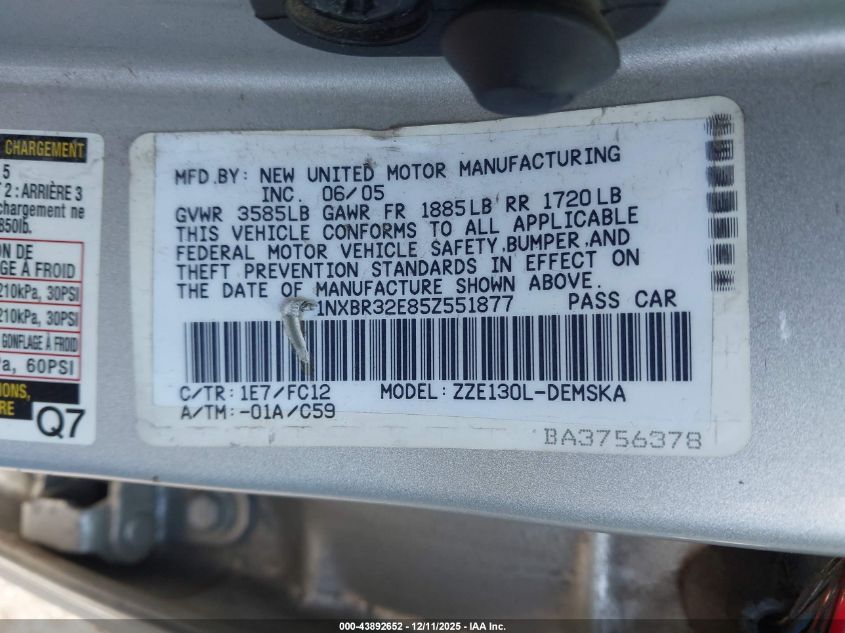 CHARGEMENT
5
2 : ARRIÈRE 3
chargement ne
850lb.
ON DE
AGE À FROID
210kPa, 30PSI
210kPa, 30PSI
GONFLAGE À FROID
a, 60PSI
IONS,
RE
Q7
MFD.BY: NEW UNITED MOTOR MANUFACTURING
INC. 06/05
GVWR 3585LB GAWR FR 1885LB RR 1720LB
THIS VEHICLE CONFORMS TO ALL APPLICABLE
FEDERAL MOTOR VEHICLE SAFETY,BUMPER,AND
THEFT PREVENTION STANDARDS IN EFFECT ON
THE DATE OF MANUFACTURE SHOWN ABOVE.
1NXBR32E85Z551877 PASS CAR
C/TR: 1E7/FC12 MODEL: ZZE130L-DEMSKA
A/TM:-01A/C59
BA3756378
000-43892652 - 12/11/2025 - IAA Inc.